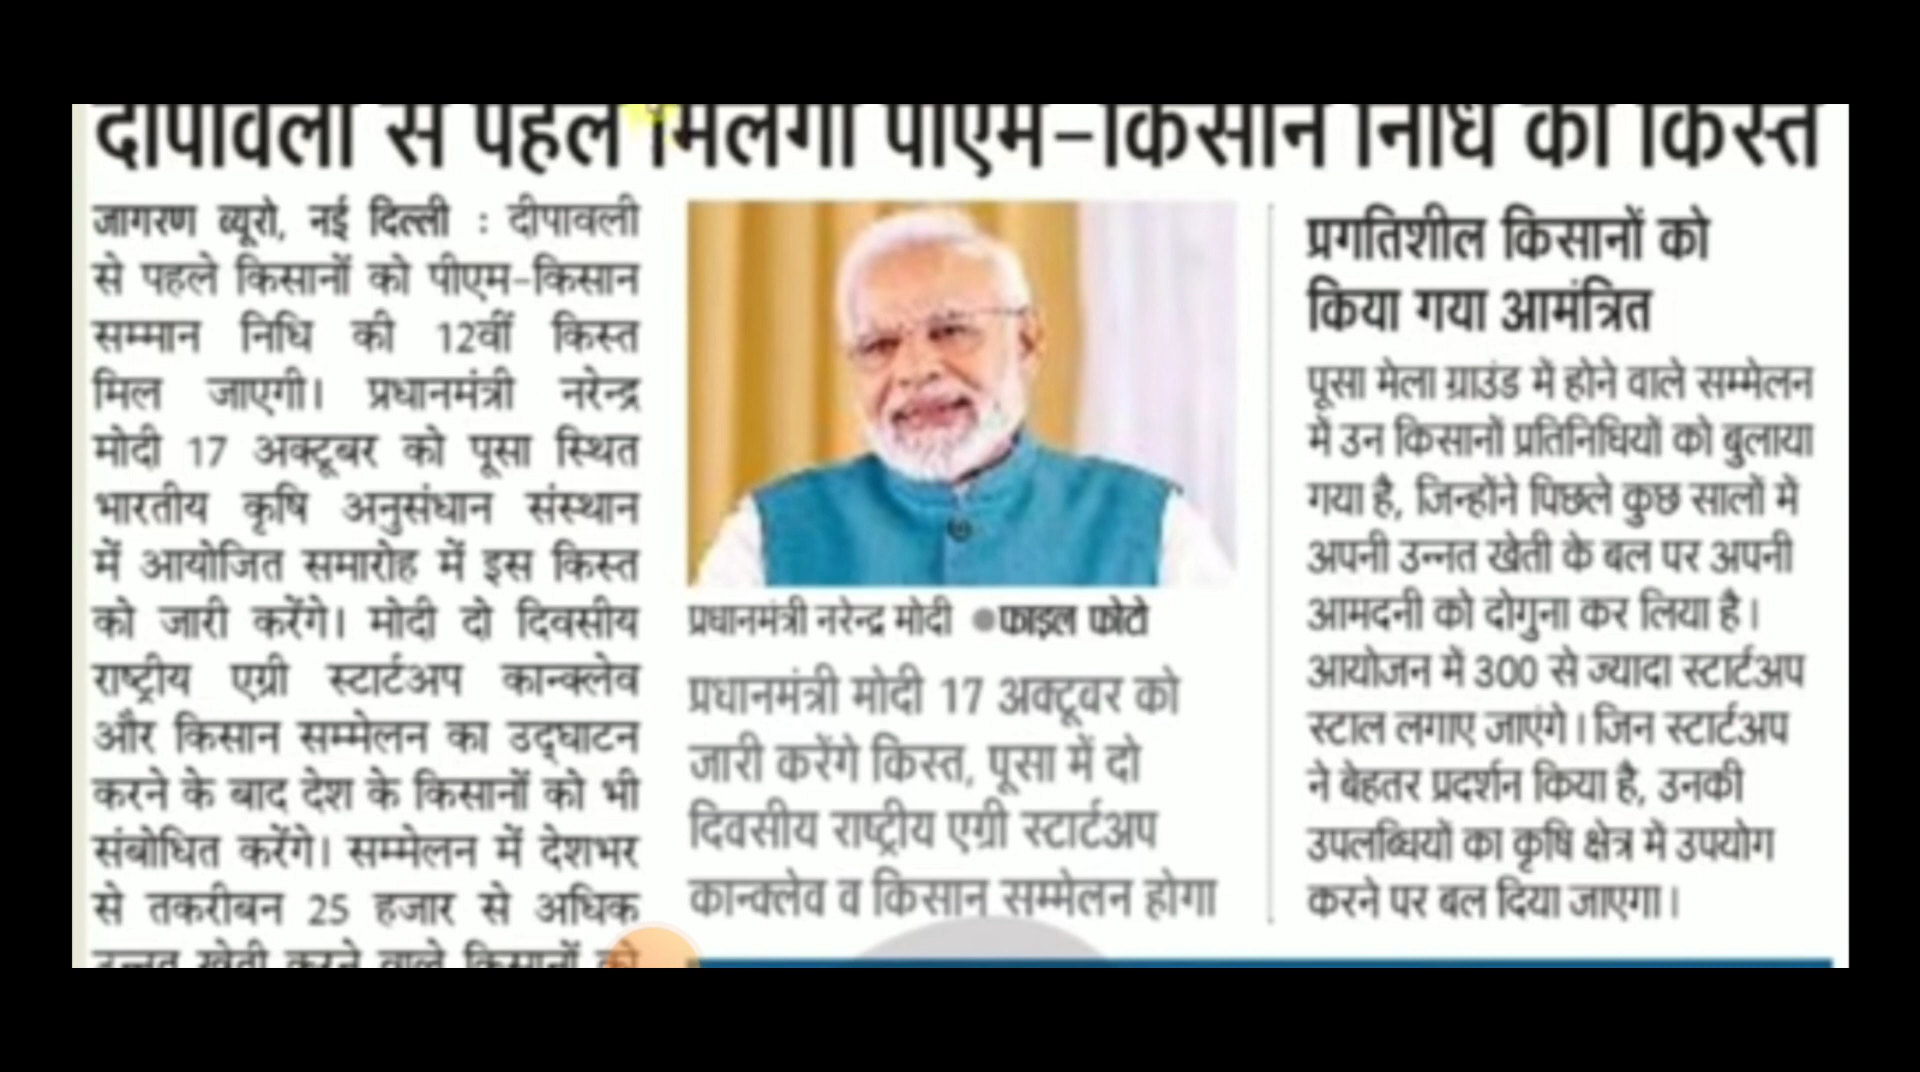 दीपावली से पहले मिलेगी पीएम-किसान निधि की किस्त
जागरण ब्यूरो, नई दिल्ली : दीपावली
से पहले किसानों को पीएम-किसान
सम्मान निधि की 12वीं किस्त
मिल जाएगी। प्रधानमंत्री नरेन्द्र
मोदी 17 अक्टूबर को पूसा स्थित
भारतीय कृषि अनुसंधान संस्थान
में आयोजित समारोह में इस किस्त
को जारी करेंगे। मोदी दो दिवसीय
राष्ट्रीय एग्री स्टार्टअप कान्क्लेव
और किसान सम्मेलन का उद्घाटन
करने के बाद देश के किसानों को भी
संबोधित करेंगे। सम्मेलन में देशभर
से तकरीबन 25 हजार से अधिक
उन्नत खेती करने वाले किसानों को
प्रधानमंत्री नरेन्द्र मोदी ●फाइल फोटो
प्रधानमंत्री मोदी 17 अक्टूबर को
जारी करेंगे किस्त, पूसा में दो
दिवसीय राष्ट्रीय एग्री स्टार्टअप
कान्क्लेव व किसान सम्मेलन होगा
प्रगतिशील किसानों को
किया गया आमंत्रित
पूसा मेला ग्राउंड में होने वाले सम्मेलन
में उन किसानों प्रतिनिधियों को बुलाया
गया है, जिन्होंने पिछले कुछ सालों में
अपनी उन्नत खेती के बल पर अपनी
आमदनी को दोगुना कर लिया है।
आयोजन में 300 से ज्यादा स्टार्टअप
स्टाल लगाए जाएंगे। जिन स्टार्टअप
ने बेहतर प्रदर्शन किया है, उनकी
उपलब्धियों का कृषि क्षेत्र में उपयोग
करने पर बल दिया जाएगा।